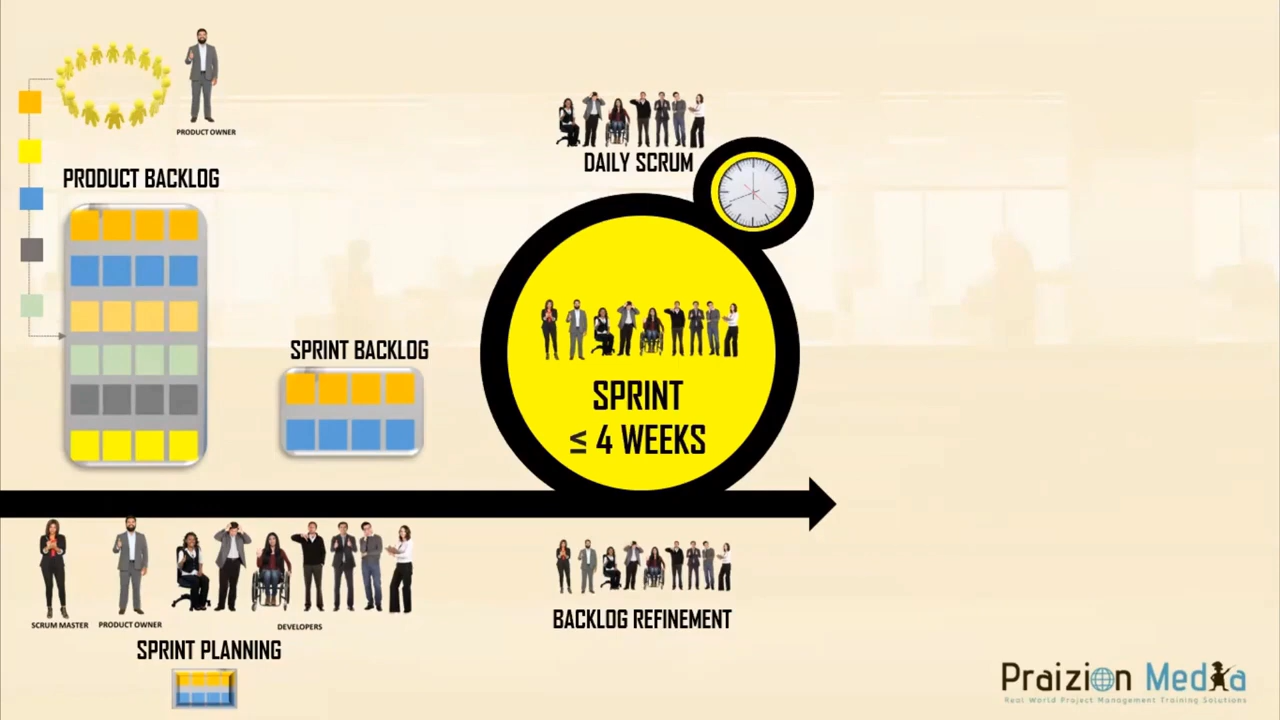 PRODUCT OWNER
PRODUCT BACKLOG
DAILY SCRUM
SPRINT BACKLOG
SPRINT
≤ 4 WEEKS
SCRUM MASTER
PRODUCT OWNER
DEVELOPERS
SPRINT PLANNING
BACKLOG REFINEMENT
Praizion Media
Real World Project Management Training Solutions